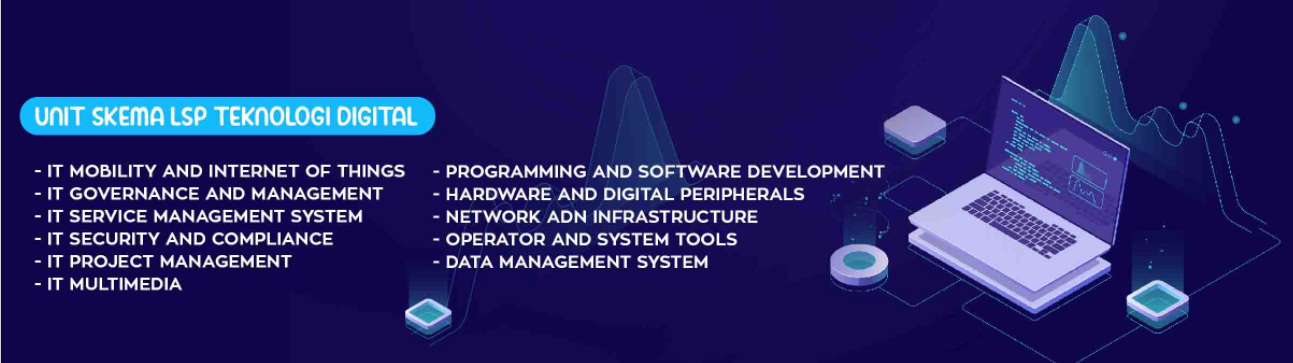 UNIT SKEMA LSP TEKNOLOGI DIGITAL
- IT MOBILITY AND INTERNET OF THINGS
- IT GOVERNANCE AND MANAGEMENT
- IT SERVICE MANAGEMENT SYSTEM
- IT SECURITY AND COMPLIANCE
- IT PROJECT MANAGEMENT
- IT MULTIMEDIA
- PROGRAMMING AND SOFTWARE DEVELOPMENT
- HARDWARE AND DIGITAL PERIPHERALS
- NETWORK ADN INFRASTRUCTURE
- OPERATOR AND SYSTEM TOOLS
- DATA MANAGEMENT SYSTEM